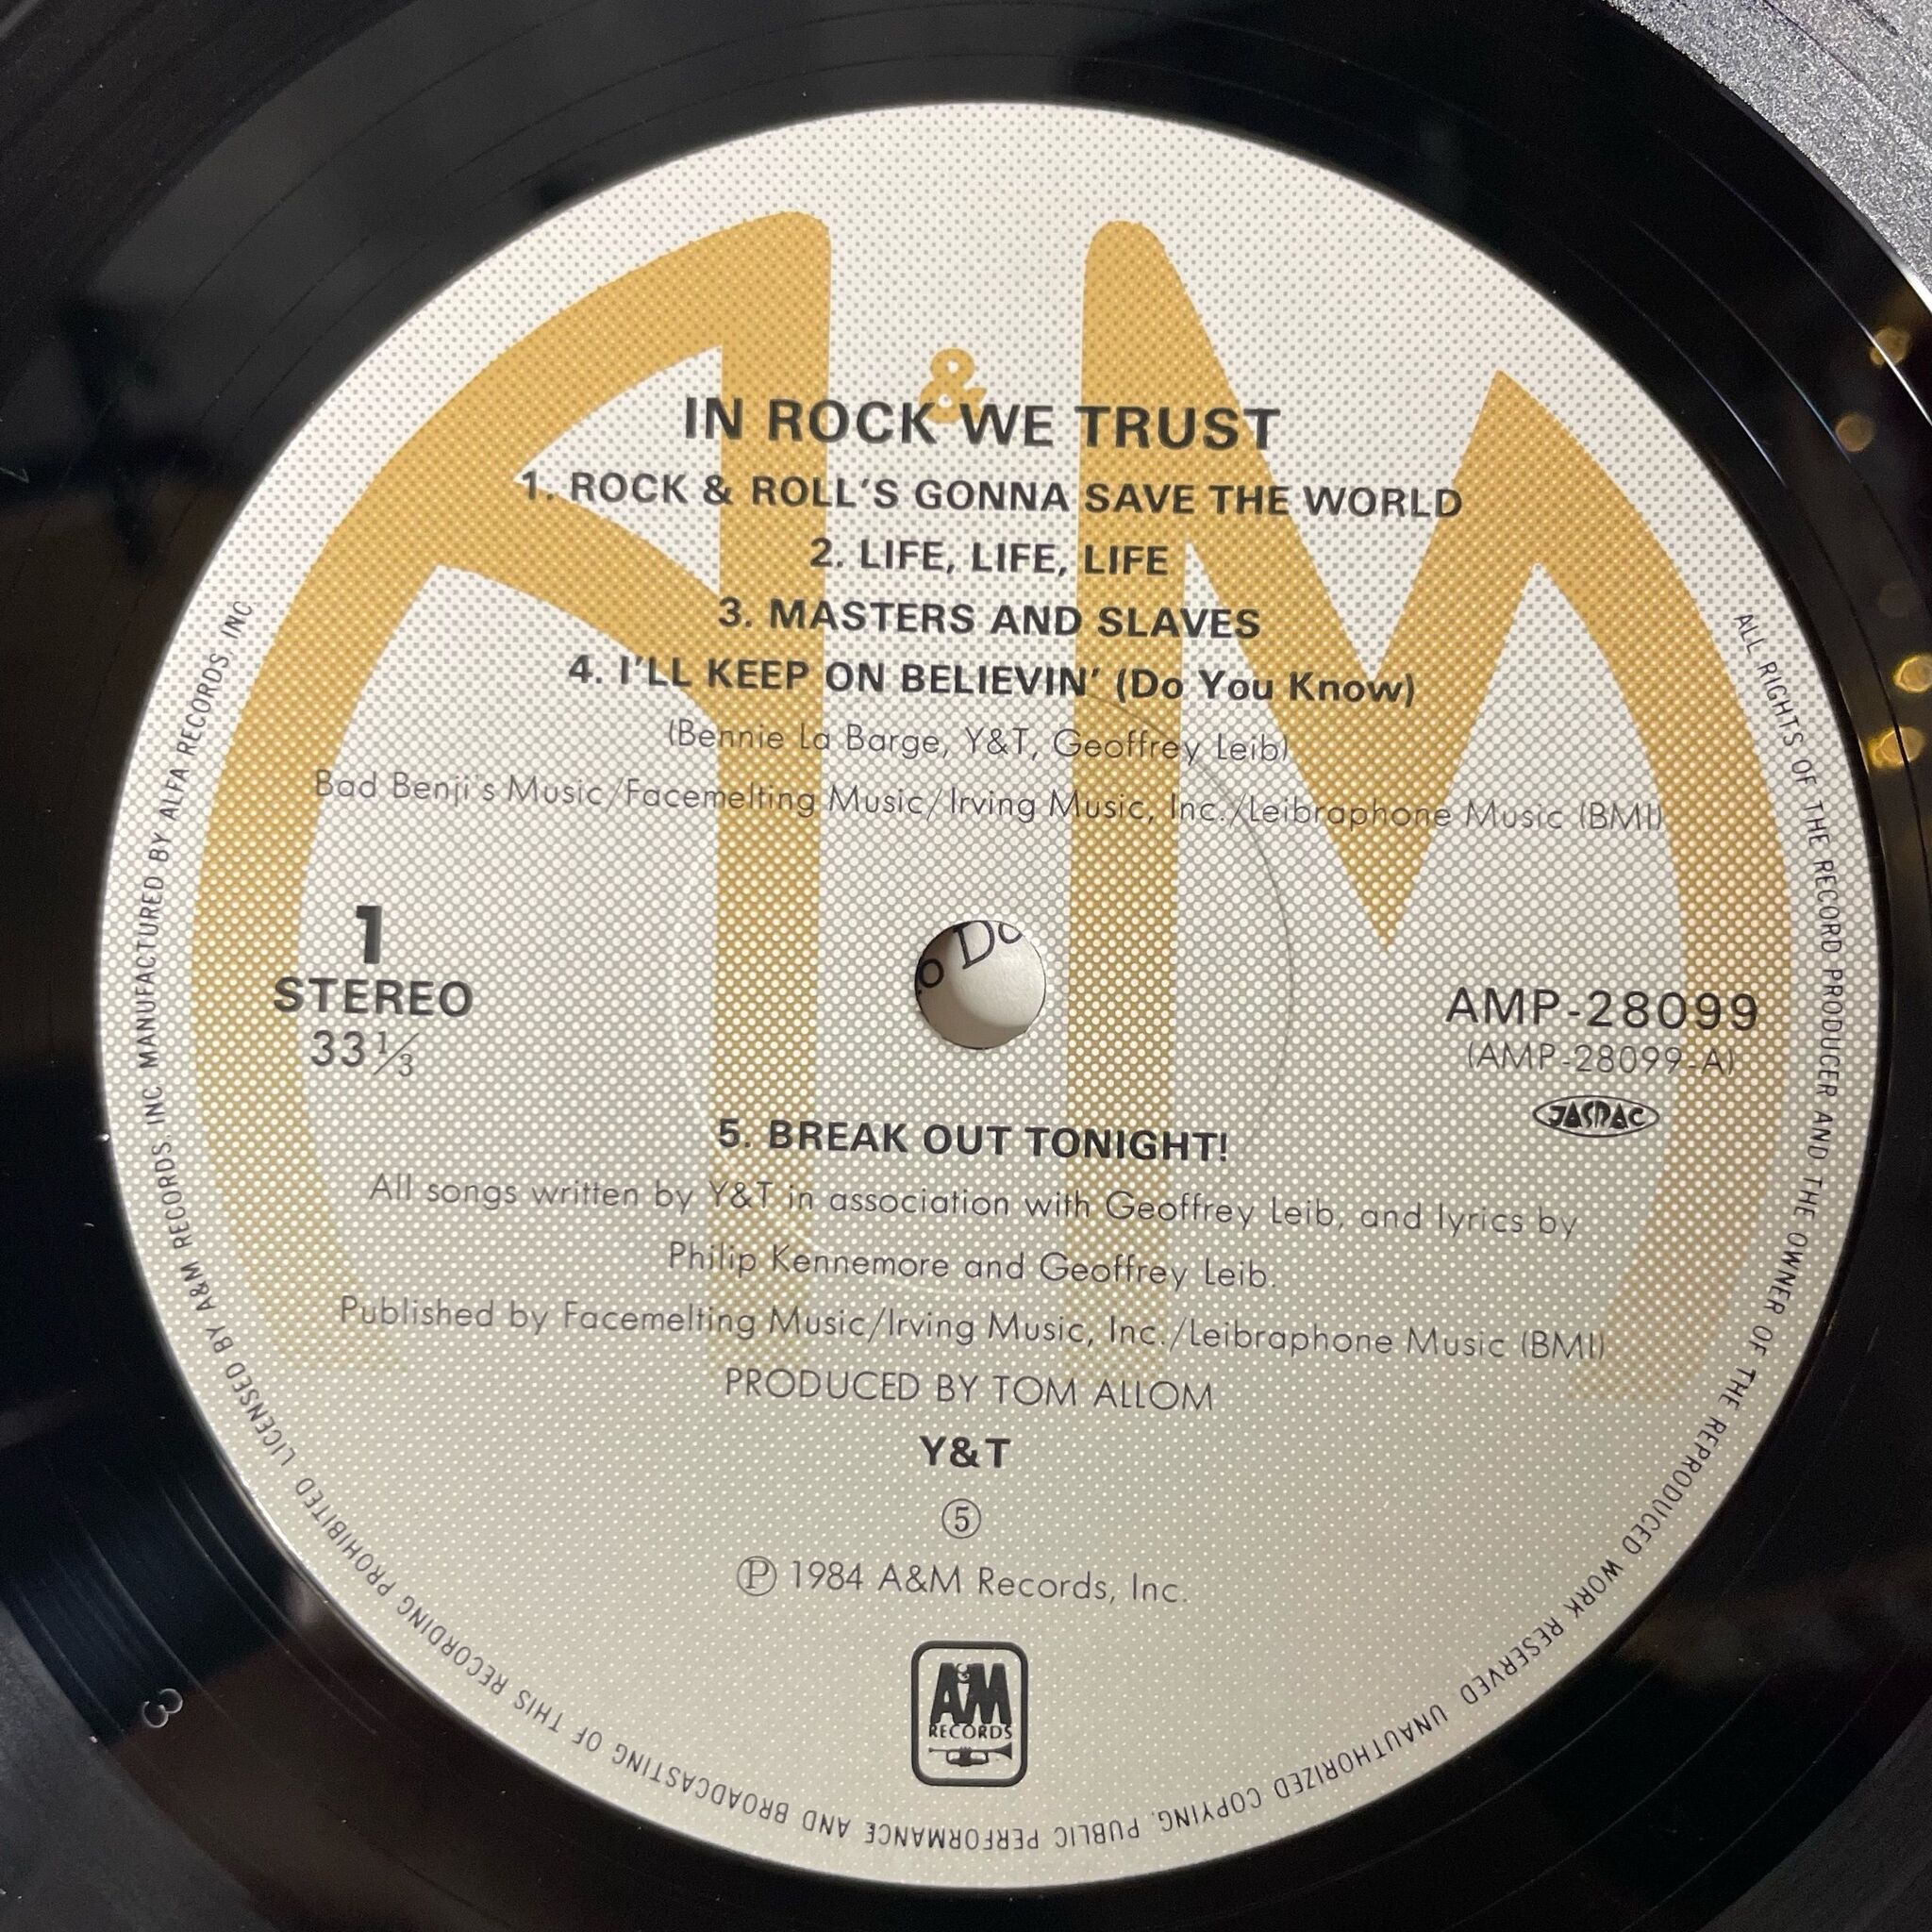 &
IN ROCK WE TRUST
1. ROCK & ROLL'S GONNA SAVE THE WORLD
2. LIFE, LIFE, LIFE
3. MASTERS AND SLAVES
4. I'LL KEEP ON BELIEVIN' (Do You Know)
(Bennie La Barge, Y&T, Geoffrey Leib)
Bad Benji's Music/Facemelting Music/Irving Music, Inc./Leibraphone Music (BMI)
1
STEREO
33 1/3
AMP-28099
(AMP-28099-A)
JASRAC
5. BREAK OUT TONIGHT!
All songs written by Y&T in association with Geoffrey Leib, and lyrics by
Philip Kennemore and Geoffrey Leib.
Published by Facemelting Music/Irving Music, Inc./Leibraphone Music (BMI)
PRODUCED BY TOM ALLOM
Y&T
⑤
Ⓟ 1984 A&M Records, Inc.
A&M
RECORDS
ALL RIGHTS OF THE RECORD PRODUCER AND THE OWNER OF THE REPRODUCED WORK RESERVED UNAUTHORIZED COPYING, PUBLIC PERFORMANCE AND BROADCASTING OF THIS RECORDING PROHIBITED LICENSED BY A&M RECORDS, INC MANUFACTURED BY ALFA RECORDS, INC
3